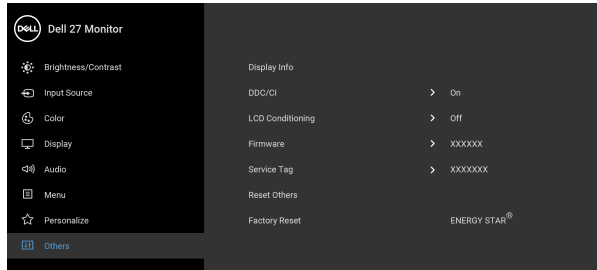 DELL Dell 27 Monitor
Brightness/Contrast
Input Source
Color
Display
Audio
Menu
Personalize
Others
Display Info
DDC/CI > On
LCD Conditioning > Off
Firmware > XXXXXX
Service Tag > XXXXXXX
Reset Others
Factory Reset ENERGY STAR®